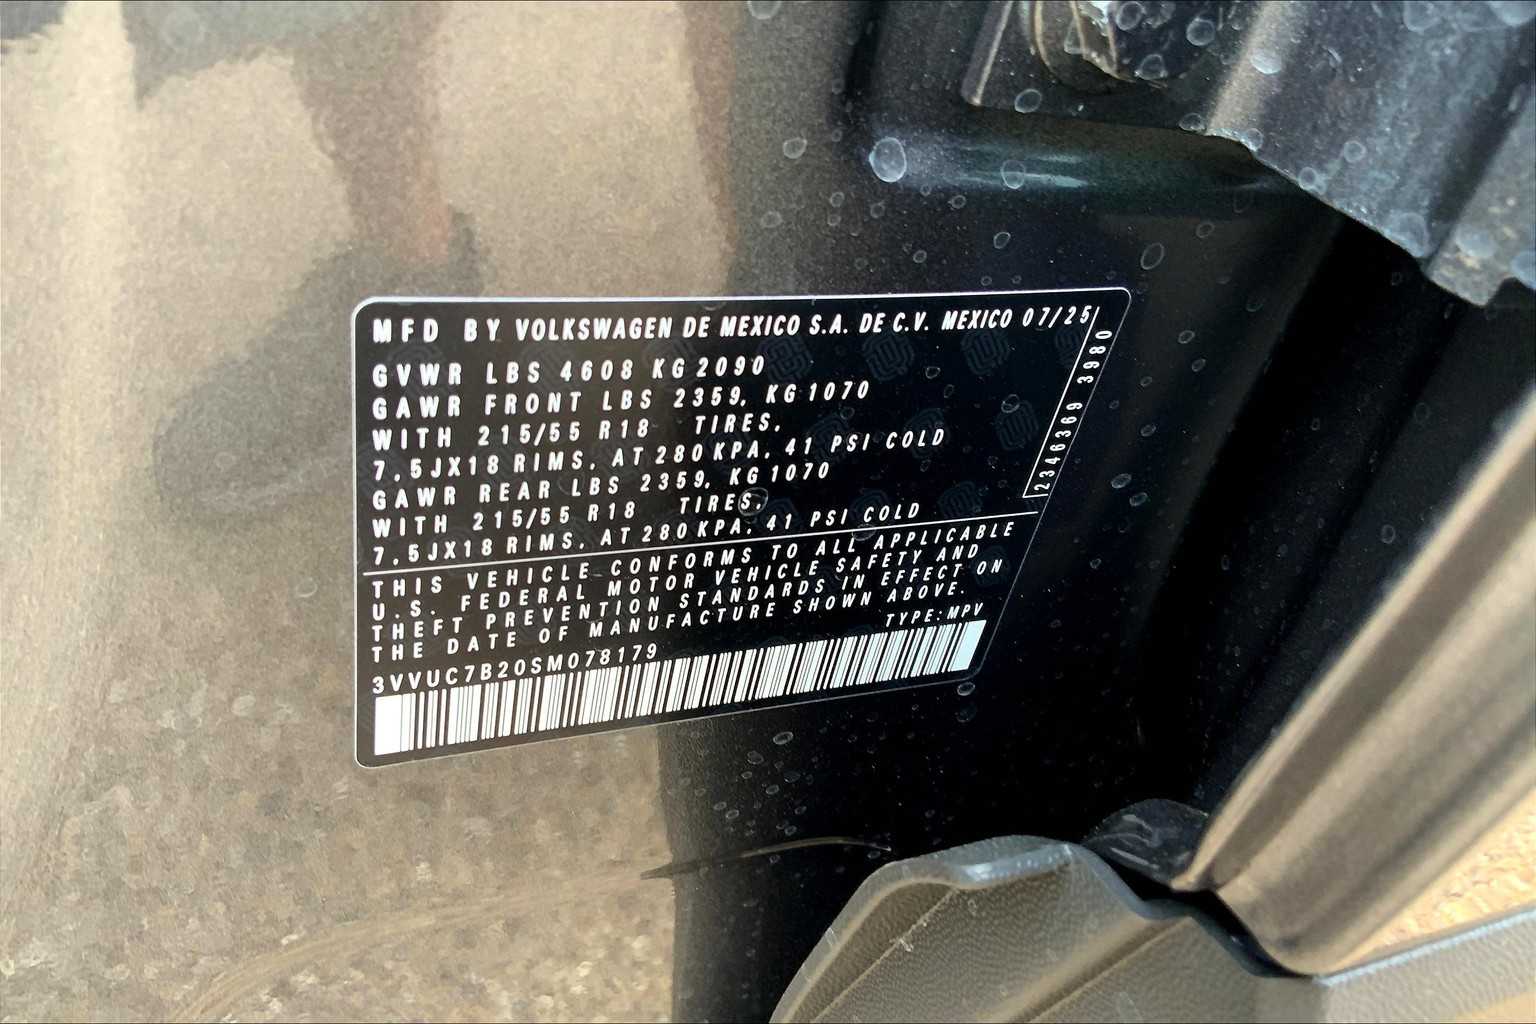 MFD BY VOLKSWAGEN DE MEXICO S.A. DE C.V. MEXICO 07/25
GVWR LBS 4608 KG 2090
GAWR FRONT LBS 2359, KG 1070
WITH 215/55 R18 TIRES.
7.5JX18 RIMS. AT 280KPA. 41 PSI COLD
GAWR REAR LBS 2359, KG 1070
WITH 215/55 R18 TIRES.
7.5JX18 RIMS. AT 280KPA. 41 PSI COLD
2346369 3980
THIS VEHICLE CONFORMS TO ALL APPLICABLE
U.S. FEDERAL MOTOR VEHICLE SAFETY AND
THEFT PREVENTION STANDARDS IN EFFECT ON
THE DATE OF MANUFACTURE SHOWN ABOVE.
TYPE:MPV
3VVUC7B20SM078179